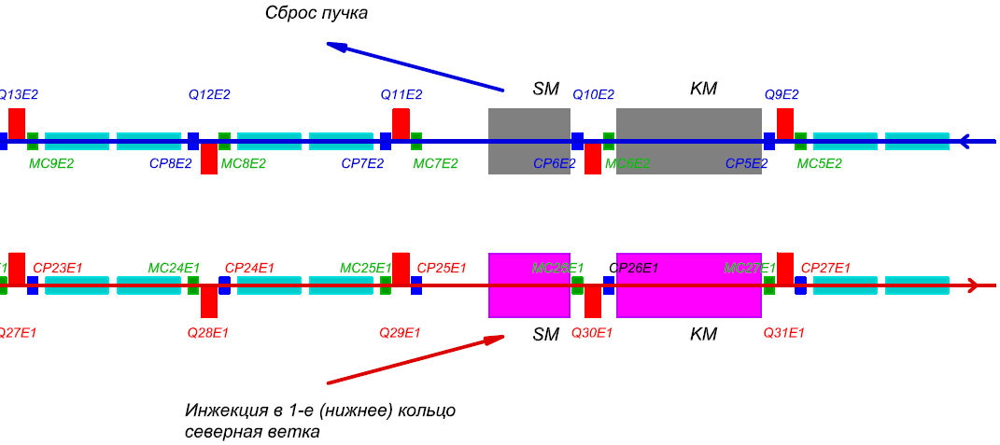 Сброс пучка
SM
KM
Q13E2
Q12E2
Q11E2
Q10E2
Q9E2
MC9E2
CP8E2
MC8E2
CP7E2
MC7E2
CP6E2
MC6E2
CP5E2
MC5E2
E1
CP23E1
MC24E1
CP24E1
MC25E1
CP25E1
MC26E1
CP26E1
MC27E1
CP27E1
Q27E1
Q28E1
Q29E1
SM
Q30E1
KM
Q31E1
Инжекция в 1-е (нижнее) кольцо
северная ветка